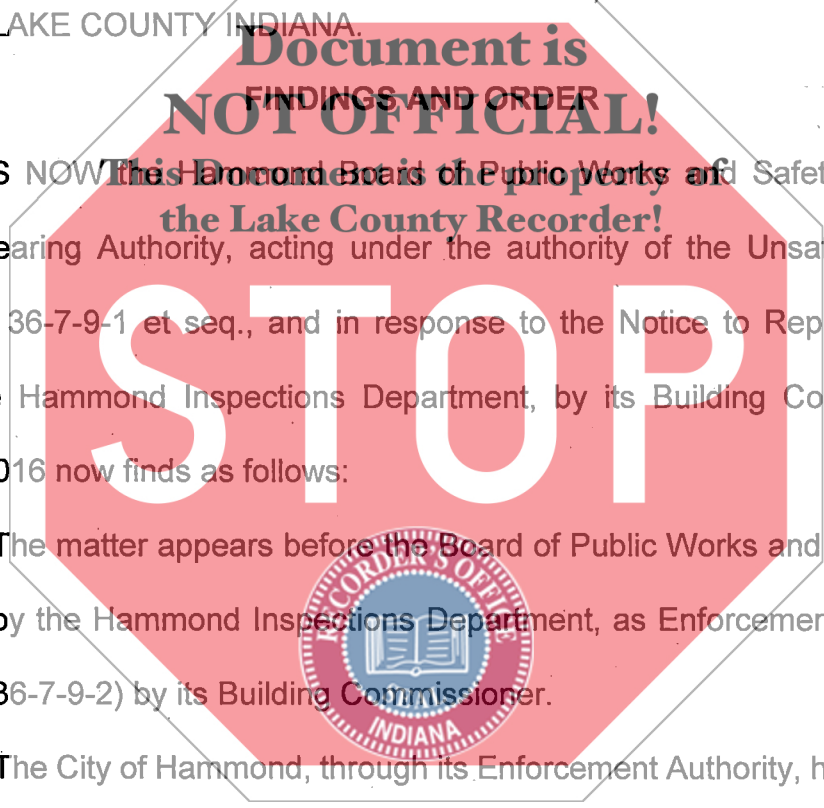 LAKE COUNTY INDIANA.
Document is
FINDINGS AND ORDER
NOT OFFICIAL!
S NOW the Hammond Board of Public Works and Safet
This Document is the property of
the Lake County Recorder!
earing Authority, acting under the authority of the Unsa
36-7-9-1 et seq., and in response to the Notice to Rep
Hammond Inspections Department, by its Building Co
STOP
016 now finds as follows:
The matter appears before the Board of Public Works and
RECORDER'S OFFICE
by the Hammond Inspections Department, as Enforcemen
36-7-9-2) by its Building Commissioner.
INDIANA
The City of Hammond, through its Enforcement Authority, h